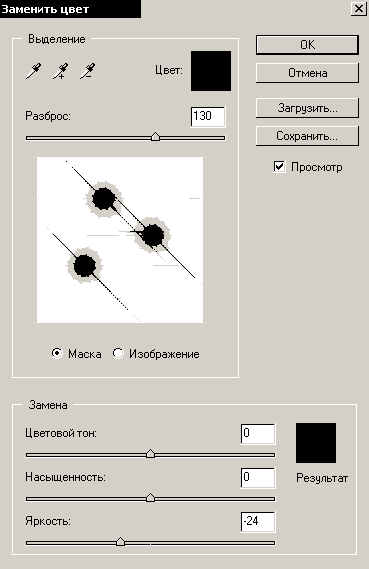 Заменить цвет
Выделение
Цвет:
Разброс: 130
Маска Изображение
OK
Отмена
Загрузить...
Сохранить...
Просмотр
Замена
Цветовой тон: 0
Насыщенность: 0
Результат
Яркость: -24